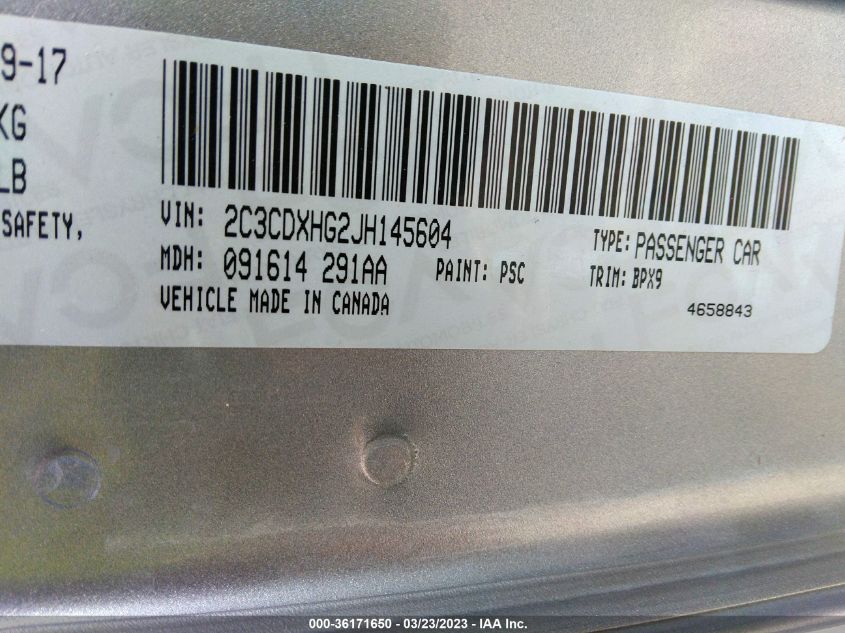 9-17
KG
LB
SAFETY,
VIN: 2C3CDXHG2JH145604 TYPE: PASSENGER CAR
MDH: 091614 291AA PAINT: PSC TRIM: BPX9
VEHICLE MADE IN CANADA 4658843
000-36171650 - 03/23/2023 - IAA Inc.